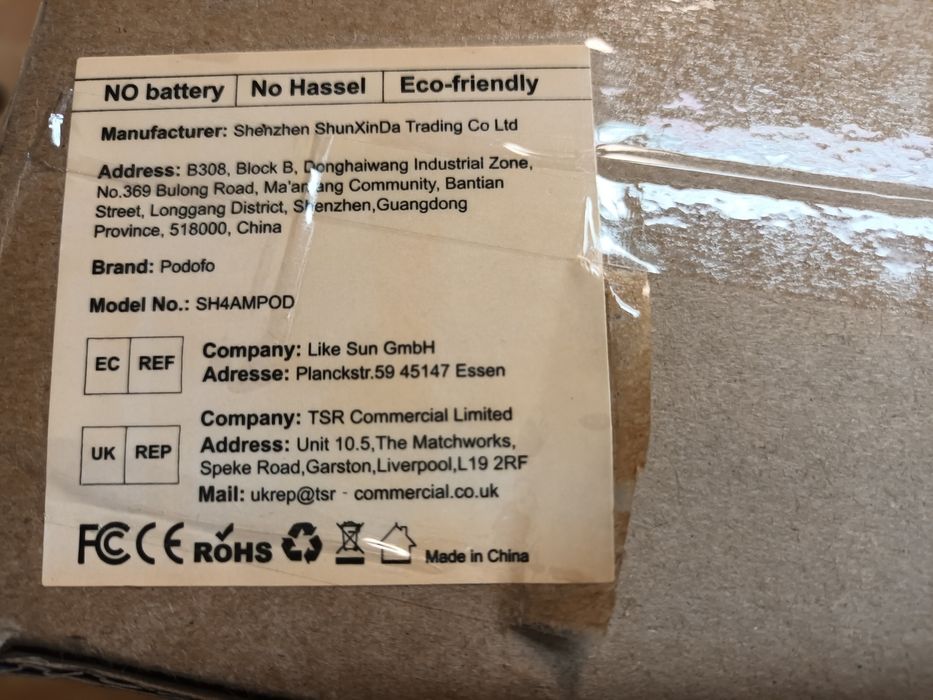 NO battery No Hassel Eco-friendly
Manufacturer: Shenzhen ShunXinDa Trading Co Ltd
Address: B308, Block B, Donghaiwang Industrial Zone,
No.369 Bulong Road, Ma'antang Community, Bantian
Street, Longgang District, Shenzhen,Guangdong
Province, 518000, China
Brand: Podofo
Model No.: SH4AMPOD
EC REF
Company: Like Sun GmbH
Adresse: Planckstr.59 45147 Essen
UK REP
Company: TSR Commercial Limited
Address: Unit 10.5,The Matchworks,
Speke Road,Garston,Liverpool,L19 2RF
Mail: ukrep@tsr - commercial.co.uk
FC CE ROHS Made in China